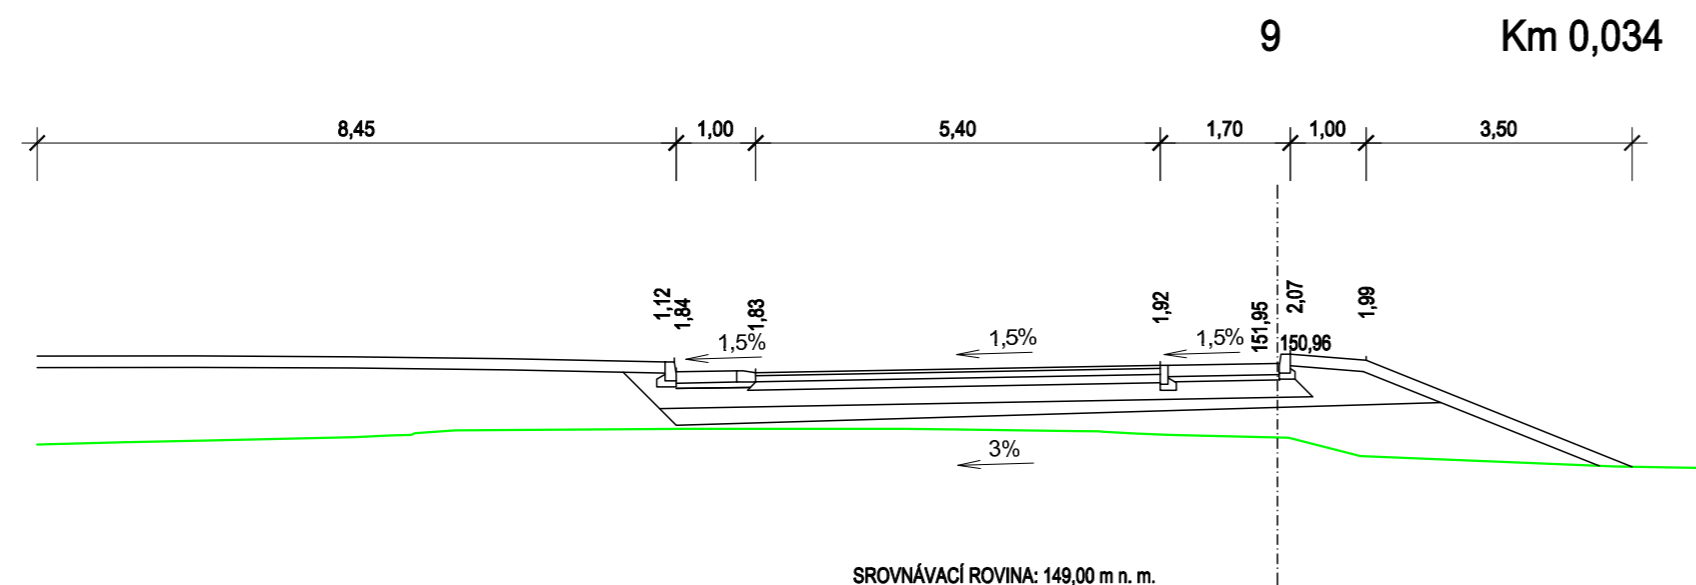 9 Km 0,034
8,45 1,00 5,40 1,70 1,00 3,50
1,12 1,84 1,83 1,92 151,95 2,07 1,99
1,5% 1,5% 1,5% 150,96
3%
SROVNÁVACÍ ROVINA: 149,00 m n. m.